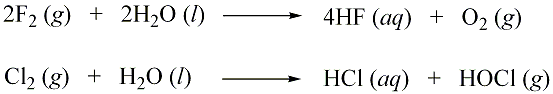 2F₂ (g) + 2H₂O (l) ⟶ 4HF (aq) + O₂ (g)
Cl₂ (g) + H₂O (l) ⟶ HCl (aq) + HOCl (g)